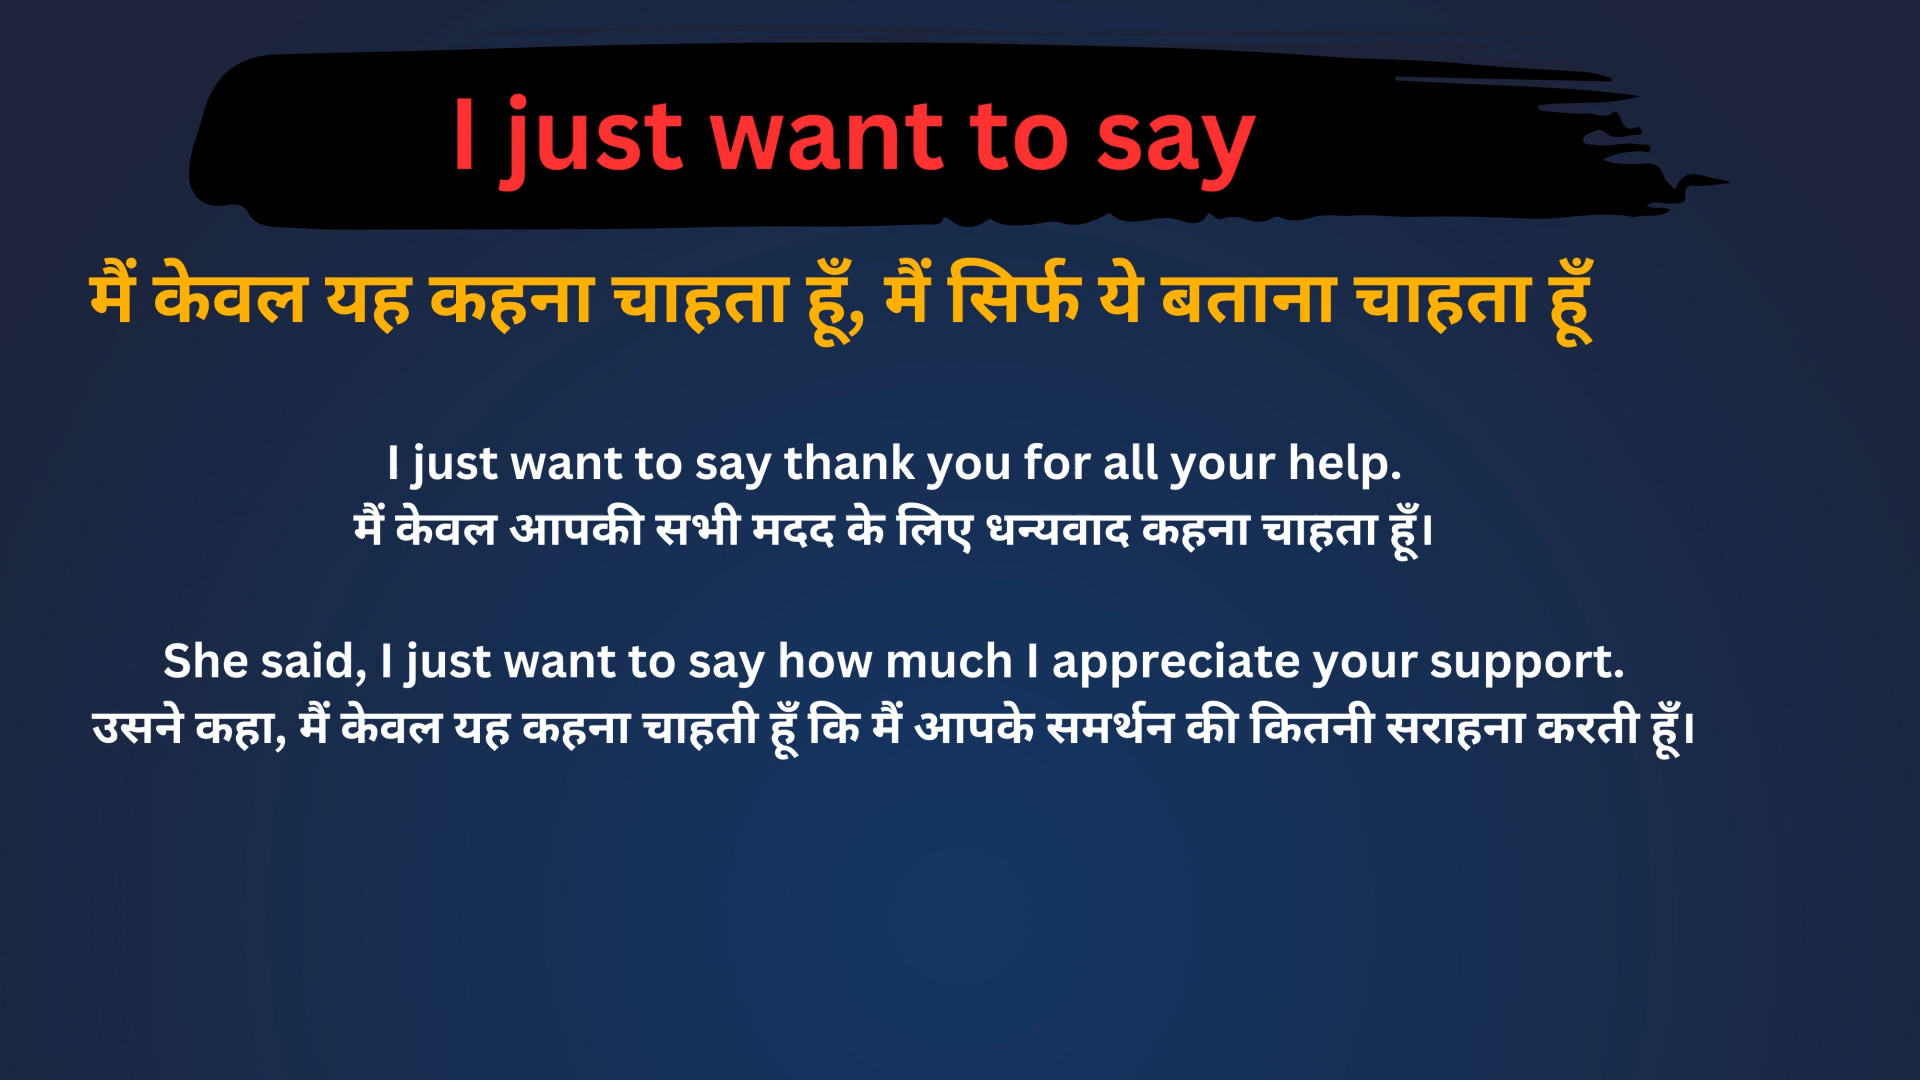 I just want to say
मैं केवल यह कहना चाहता हूँ, मैं सिर्फ ये बताना चाहता हूँ
I just want to say thank you for all your help.
मैं केवल आपकी सभी मदद के लिए धन्यवाद कहना चाहता हूँ।
She said, I just want to say how much I appreciate your support.
उसने कहा, मैं केवल यह कहना चाहती हूँ कि मैं आपके समर्थन की कितनी सराहना करती हूँ।